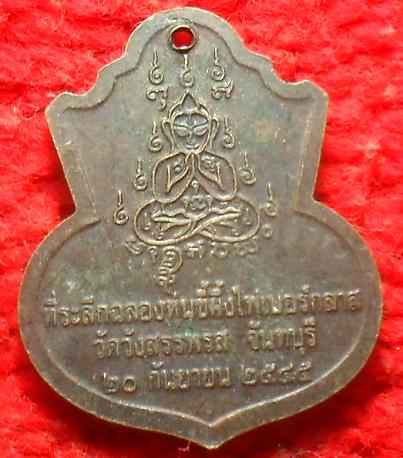 ที่ระลึกฉลองหุ่นขี้ผึ้งไฟเบอร์กลาส
วัดวังสรรพรส จันทบุรี
๒๐ กันยายน ๒๕๔๕